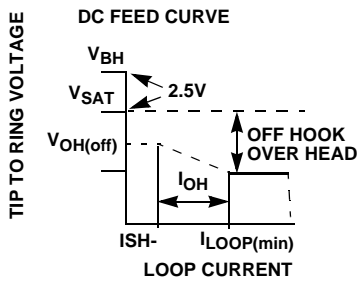 DC FEED CURVE
TIP TO RING VOLTAGE
VBH
2.5V
VSAT
VOH(off)
OFF HOOK
OVER HEAD
IOH
ISH-
ILOOP(min)
LOOP CURRENT